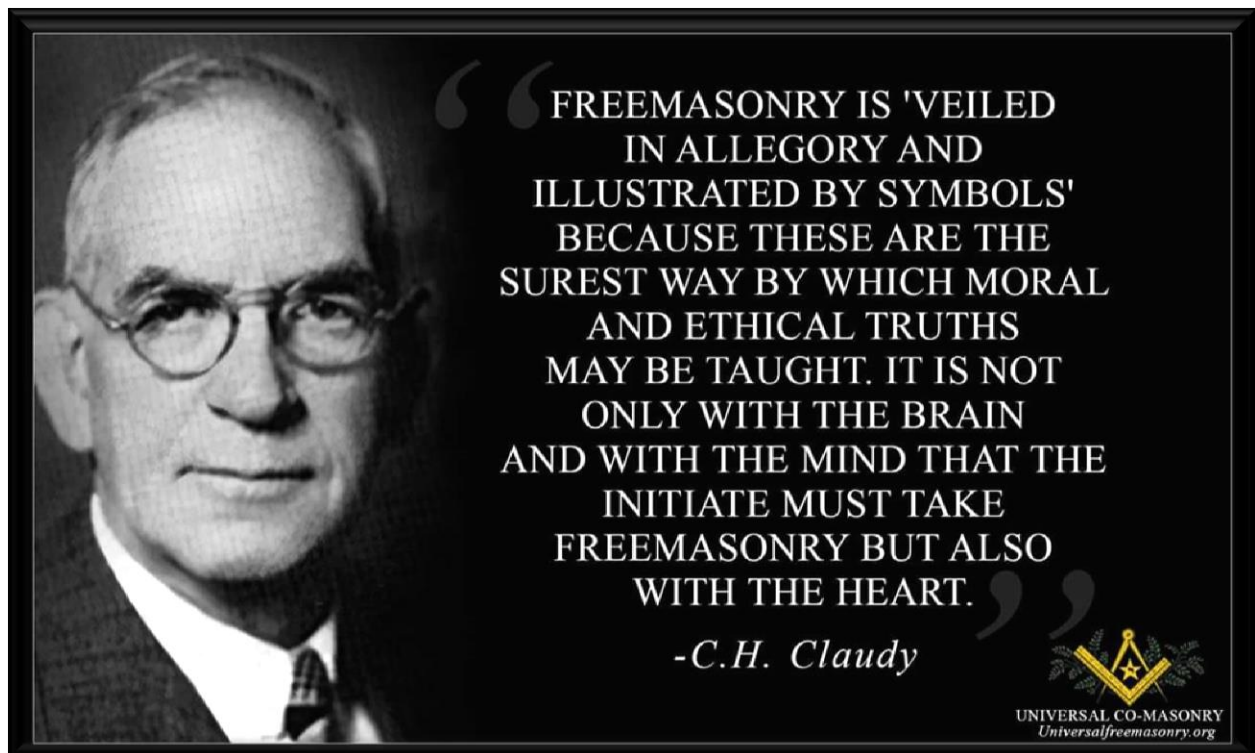 “ FREEMASONRY IS 'VEILED
IN ALLEGORY AND
ILLUSTRATED BY SYMBOLS'
BECAUSE THESE ARE THE
SUREST WAY BY WHICH MORAL
AND ETHICAL TRUTHS
MAY BE TAUGHT. IT IS NOT
ONLY WITH THE BRAIN
AND WITH THE MIND THAT THE
INITIATE MUST TAKE
FREEMASONRY BUT ALSO
WITH THE HEART. ”
-C.H. Claudy
UNIVERSAL CO-MASONRY
Universalfreemasonry.org